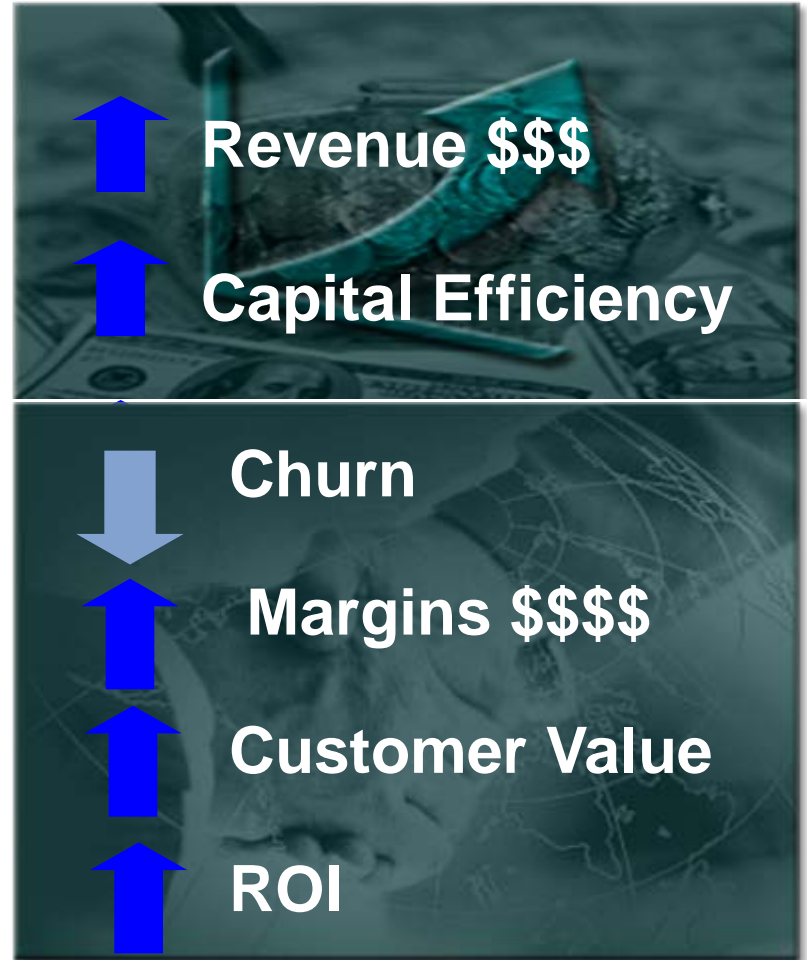 Revenue $$$
Capital Efficiency
Churn
Margins $$$$
Customer Value
ROI